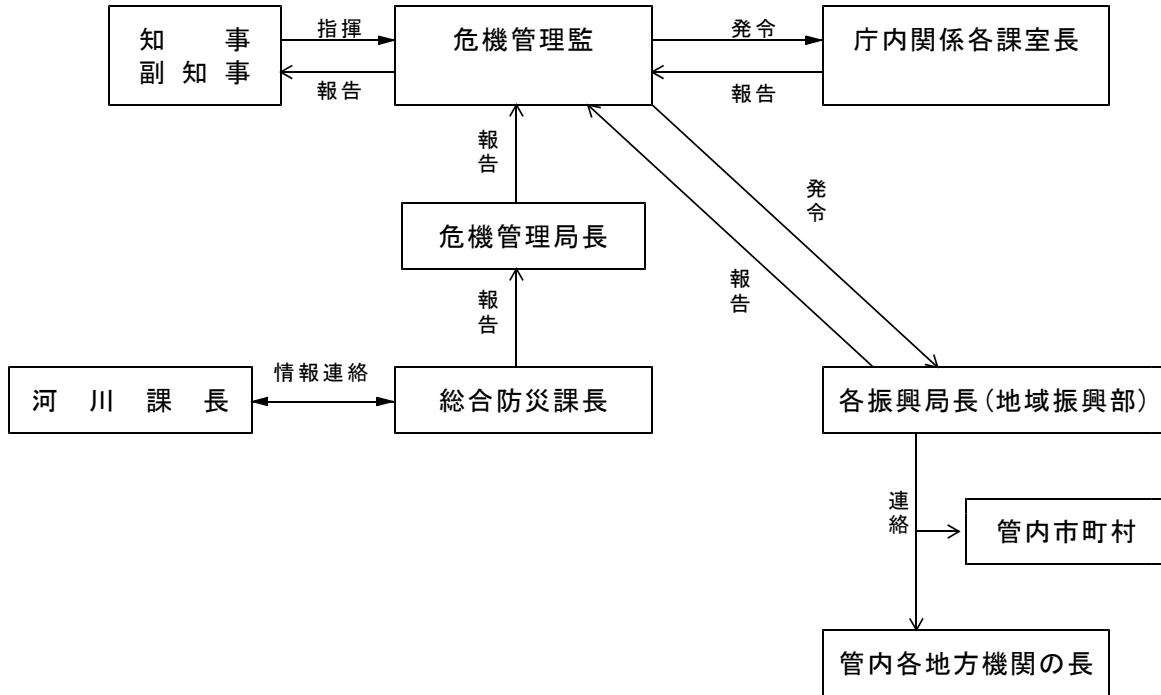 知事
副知事
指揮
報告
危機管理監
発令
報告
庁内関係各課室長
報告
発令
危機管理局長
報告
報告
河川課長
情報連絡
総合防災課長
各振興局長(地域振興部)
連絡
管内市町村
管内各地方機関の長